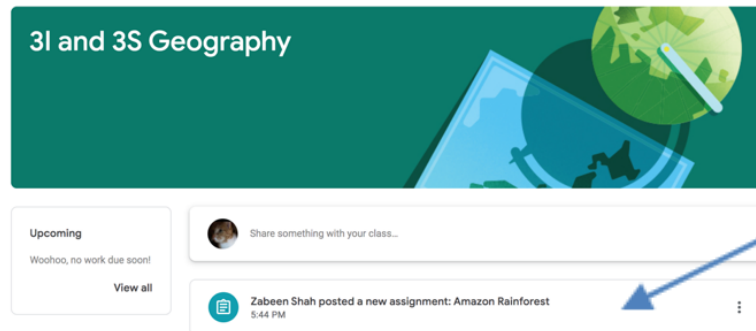 3I and 3S Geography
Upcoming
Woohoo, no work due soon!
View all
Share something with your class...
Zabeen Shah posted a new assignment: Amazon Rainforest
5:44 PM